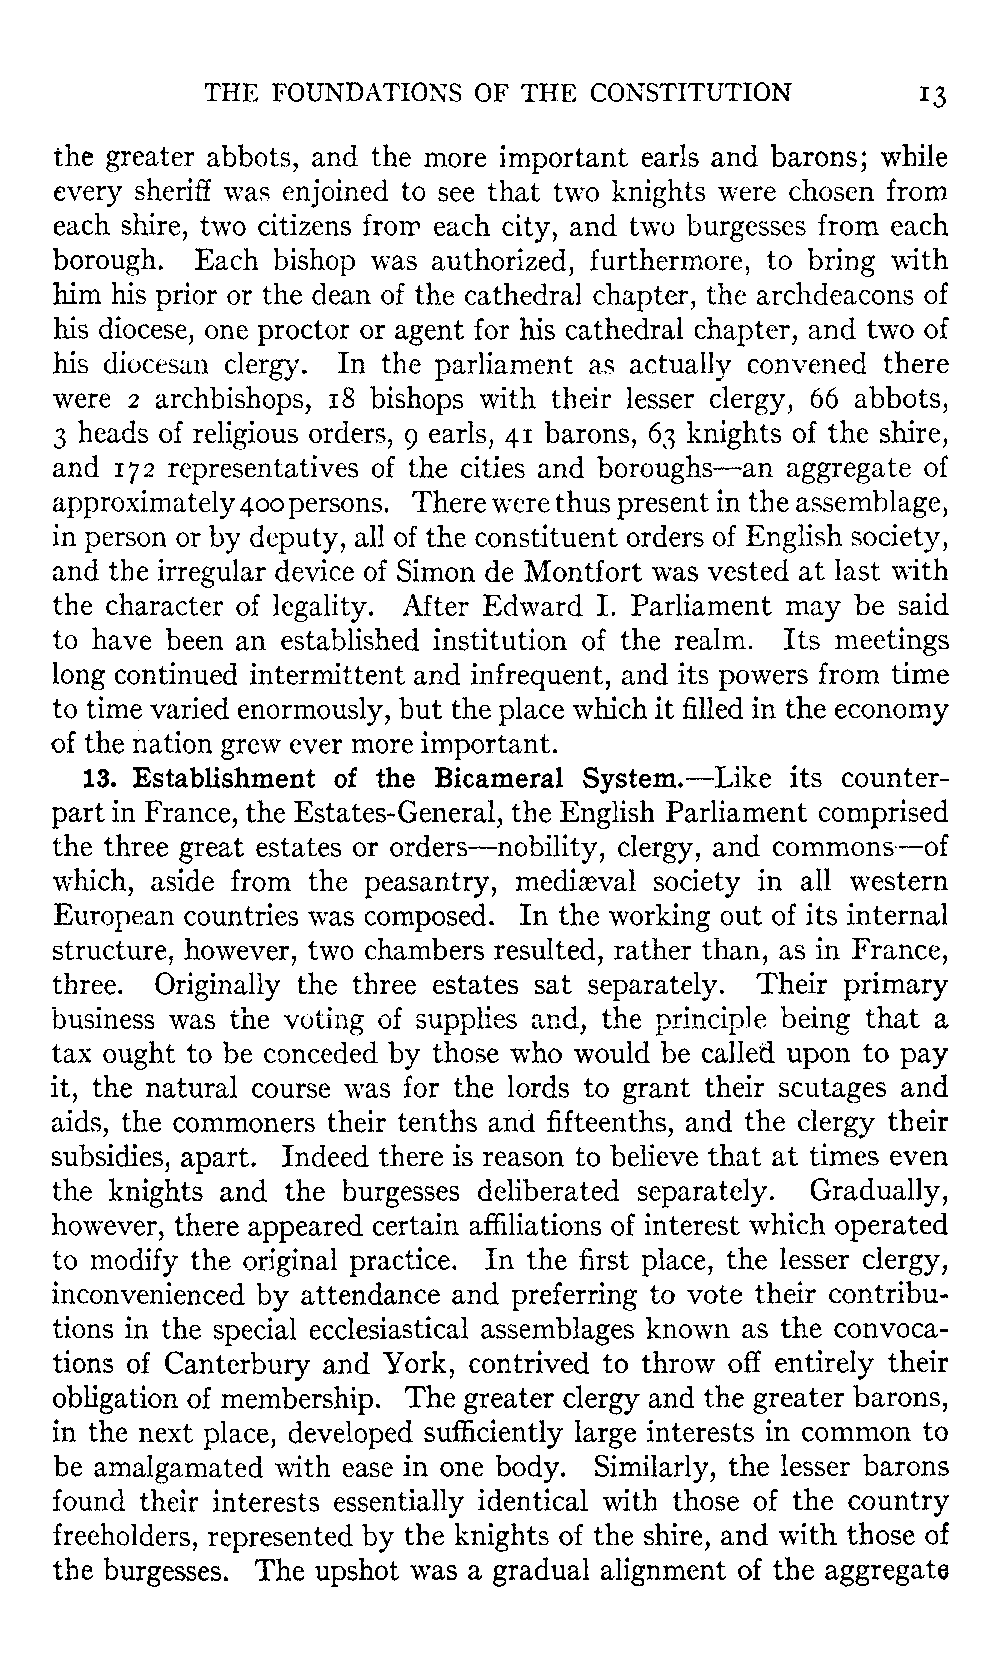 THE FOUNDATIONS OF THE CONSTITUTION 13
the greater abbots, and the more important earls and barons; while
every sheriff was enjoined to see that two knights were chosen from
each shire, two citizens from each city, and two burgesses from each
borough. Each bishop was authorized, furthermore, to bring with
him his prior or the dean of the cathedral chapter, the archdeacons of
his diocese, one proctor or agent for his cathedral chapter, and two of
his diocesan clergy. In the parliament as actually convened there
were 2 archbishops, 18 bishops with their lesser clergy, 66 abbots,
3 heads of religious orders, 9 earls, 41 barons, 63 knights of the shire,
and 172 representatives of the cities and boroughs—an aggregate of
approximately 400 persons. There were thus present in the assemblage,
in person or by deputy, all of the constituent orders of English society,
and the irregular device of Simon de Montfort was vested at last with
the character of legality. After Edward I. Parliament may be said
to have been an established institution of the realm. Its meetings
long continued intermittent and infrequent, and its powers from time
to time varied enormously, but the place which it filled in the economy
of the nation grew ever more important.
13. Establishment of the Bicameral System.—Like its counter-
part in France, the Estates-General, the English Parliament comprised
the three great estates or orders—nobility, clergy, and commons—of
which, aside from the peasantry, mediæval society in all western
European countries was composed. In the working out of its internal
structure, however, two chambers resulted, rather than, as in France,
three. Originally the three estates sat separately. Their primary
business was the voting of supplies and, the principle being that a
tax ought to be conceded by those who would be called upon to pay
it, the natural course was for the lords to grant their scutages and
aids, the commoners their tenths and fifteenths, and the clergy their
subsidies, apart. Indeed there is reason to believe that at times even
the knights and the burgesses deliberated separately. Gradually,
however, there appeared certain affiliations of interest which operated
to modify the original practice. In the first place, the lesser clergy,
inconvenienced by attendance and preferring to vote their contribu-
tions in the special ecclesiastical assemblages known as the convoca-
tions of Canterbury and York, contrived to throw off entirely their
obligation of membership. The greater clergy and the greater barons,
in the next place, developed sufficiently large interests in common to
be amalgamated with ease in one body. Similarly, the lesser barons
found their interests essentially identical with those of the country
freeholders, represented by the knights of the shire, and with those of
the burgesses. The upshot was a gradual alignment of the aggregate